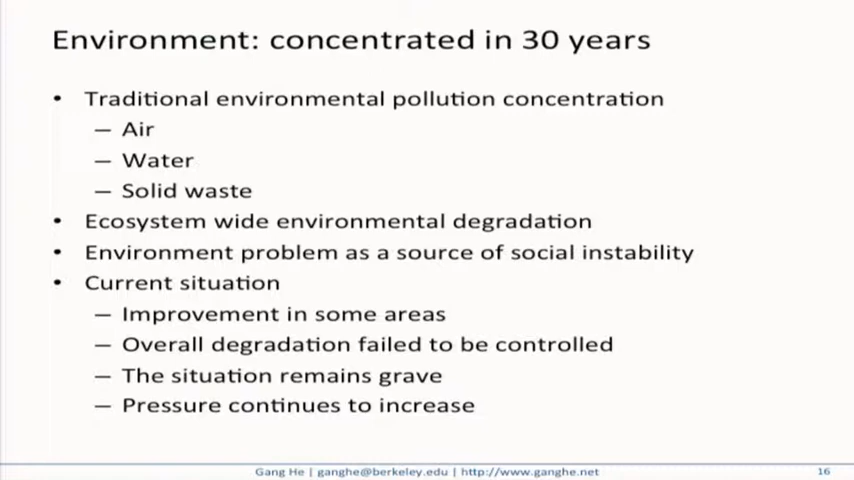 Environment: concentrated in 30 years
• Traditional environmental pollution concentration
– Air
– Water
– Solid waste
• Ecosystem wide environmental degradation
• Environment problem as a source of social instability
• Current situation
– Improvement in some areas
– Overall degradation failed to be controlled
– The situation remains grave
– Pressure continues to increase
Gang He | ganghe@berkeley.edu | http://www.ganghe.net 16